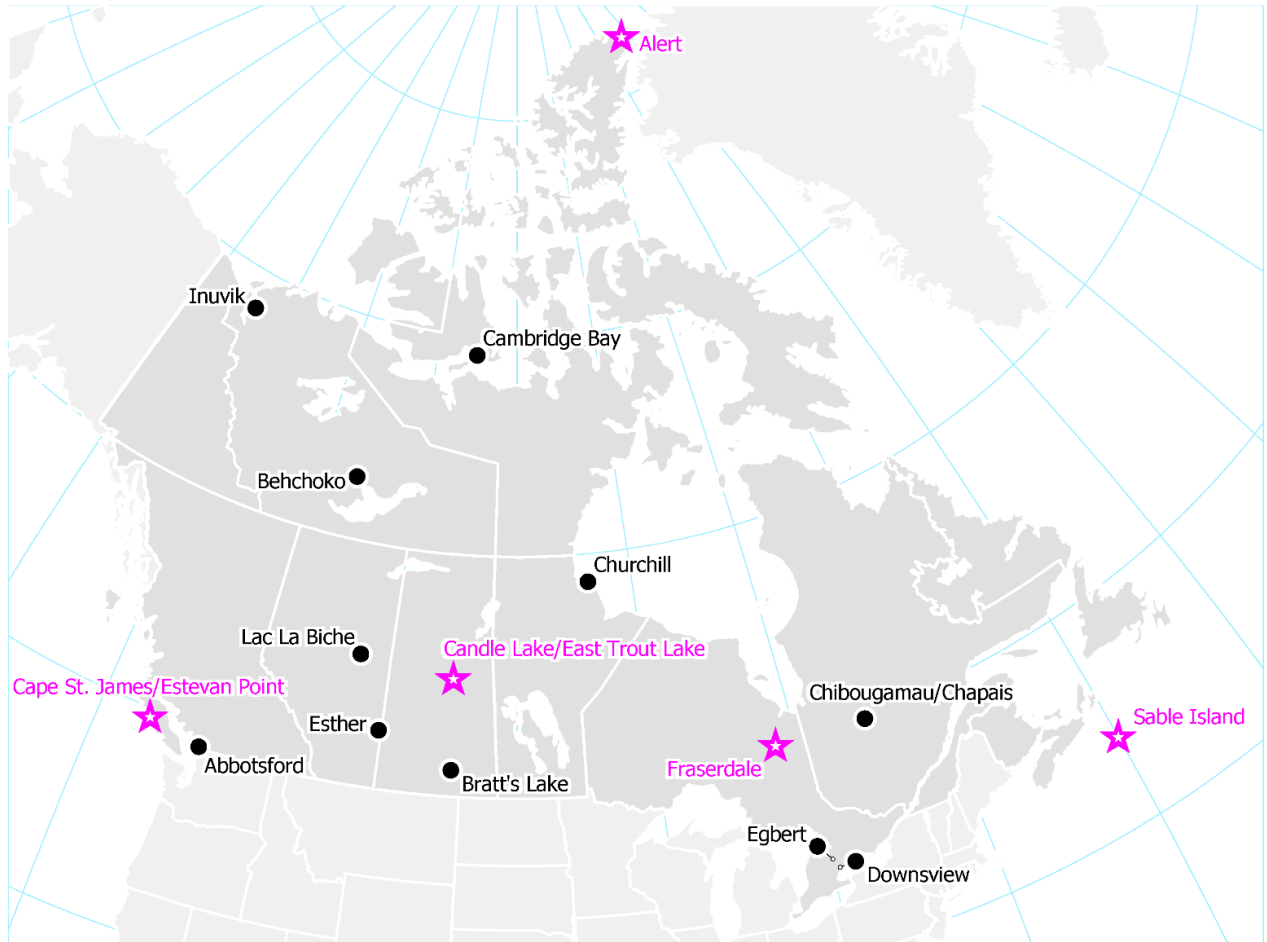 Alert
Inuvik
Cambridge Bay
Behchoko
Churchill
Lac La Biche
Candle Lake/East Trout Lake
Cape St. James/Estevan Point
Chibougamau/Chapais
Sable Island
Esther
Abbotsford
Fraserdale
Bratt's Lake
Egbert
Downsview